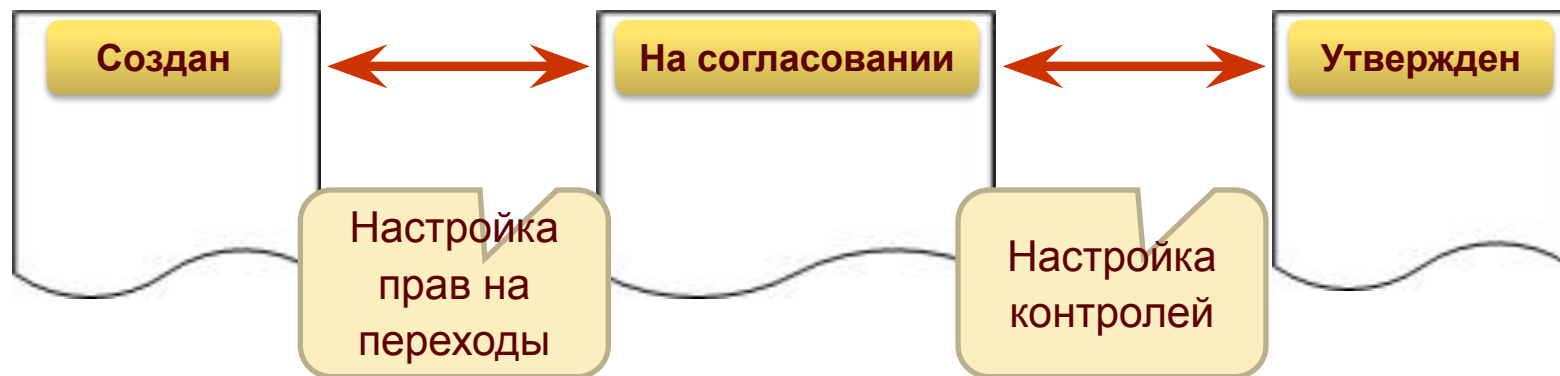 Создан
На согласовании
Утвержден
Настройка
прав на
переходы
Настройка
контролей